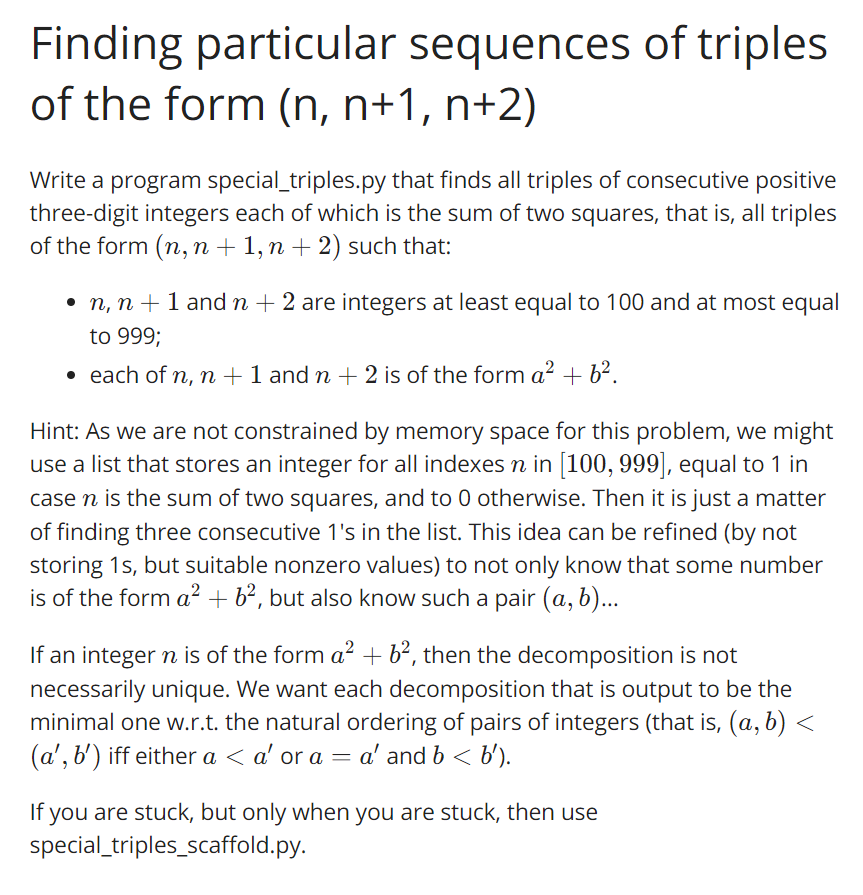 Finding particular sequences of triples
of the form (n, n+1, n+2)
Write a program special_triples.py that finds all triples of consecutive positive
three-digit integers each of which is the sum of two squares, that is, all triples
of the form (n, n + 1, n + 2) such that:
• n, n + 1 and n + 2 are integers at least equal to 100 and at most equal
to 999;
• each of n, n + 1 and n + 2 is of the form a² + b².
Hint: As we are not constrained by memory space for this problem, we might
use a list that stores an integer for all indexes n in [100, 999], equal to 1 in
case n is the sum of two squares, and to 0 otherwise. Then it is just a matter
of finding three consecutive 1's in the list. This idea can be refined (by not
storing 1s, but suitable nonzero values) to not only know that some number
is of the form a² + b², but also know such a pair (a, b)...
If an integer n is of the form a² + b², then the decomposition is not
necessarily unique. We want each decomposition that is output to be the
minimal one w.r.t. the natural ordering of pairs of integers (that is, (a, b) <
(a′, b′) iff either a < a′ or a = a′ and b < b′).
If you are stuck, but only when you are stuck, then use
special_triples_scaffold.py.